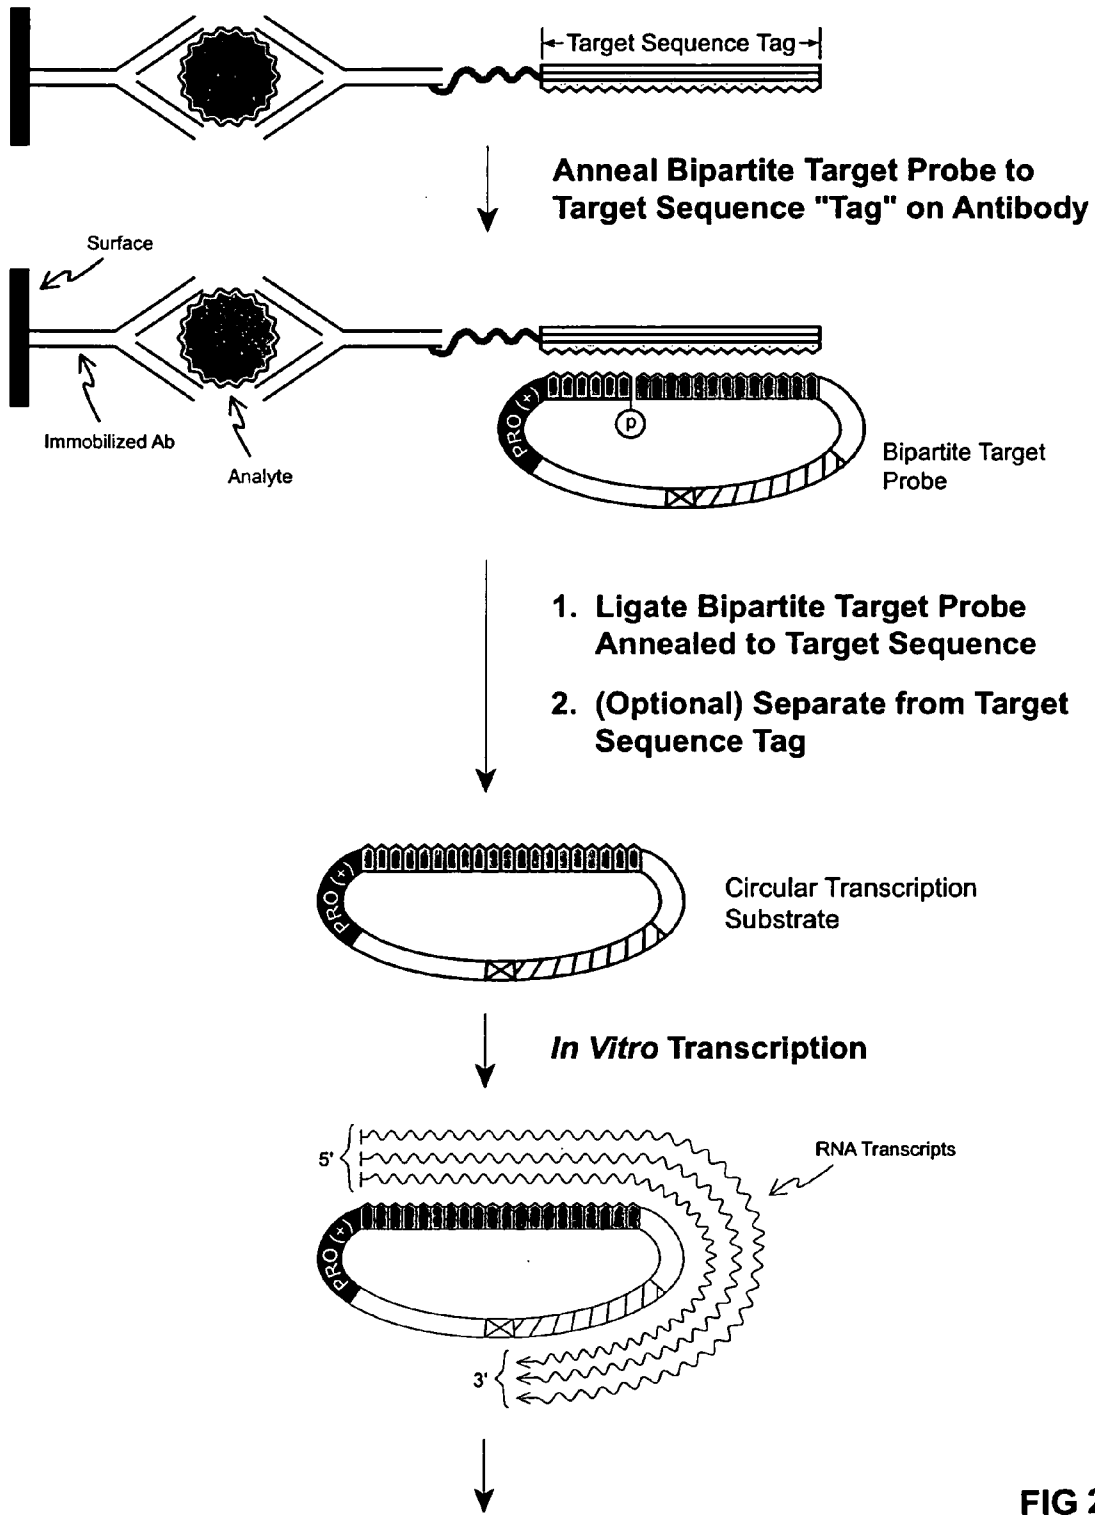 Target Sequence Tag
Anneal Bipartite Target Probe to
Target Sequence "Tag" on Antibody
Surface
PRO (+)
P
Immobilized Ab
Analyte
Bipartite Target
Probe
1. Ligate Bipartite Target Probe
Annealed to Target Sequence
2. (Optional) Separate from Target
Sequence Tag
PRO (+)
Circular Transcription
Substrate
In Vitro Transcription
5'
RNA Transcripts
PRO (+)
3'
FIG 2